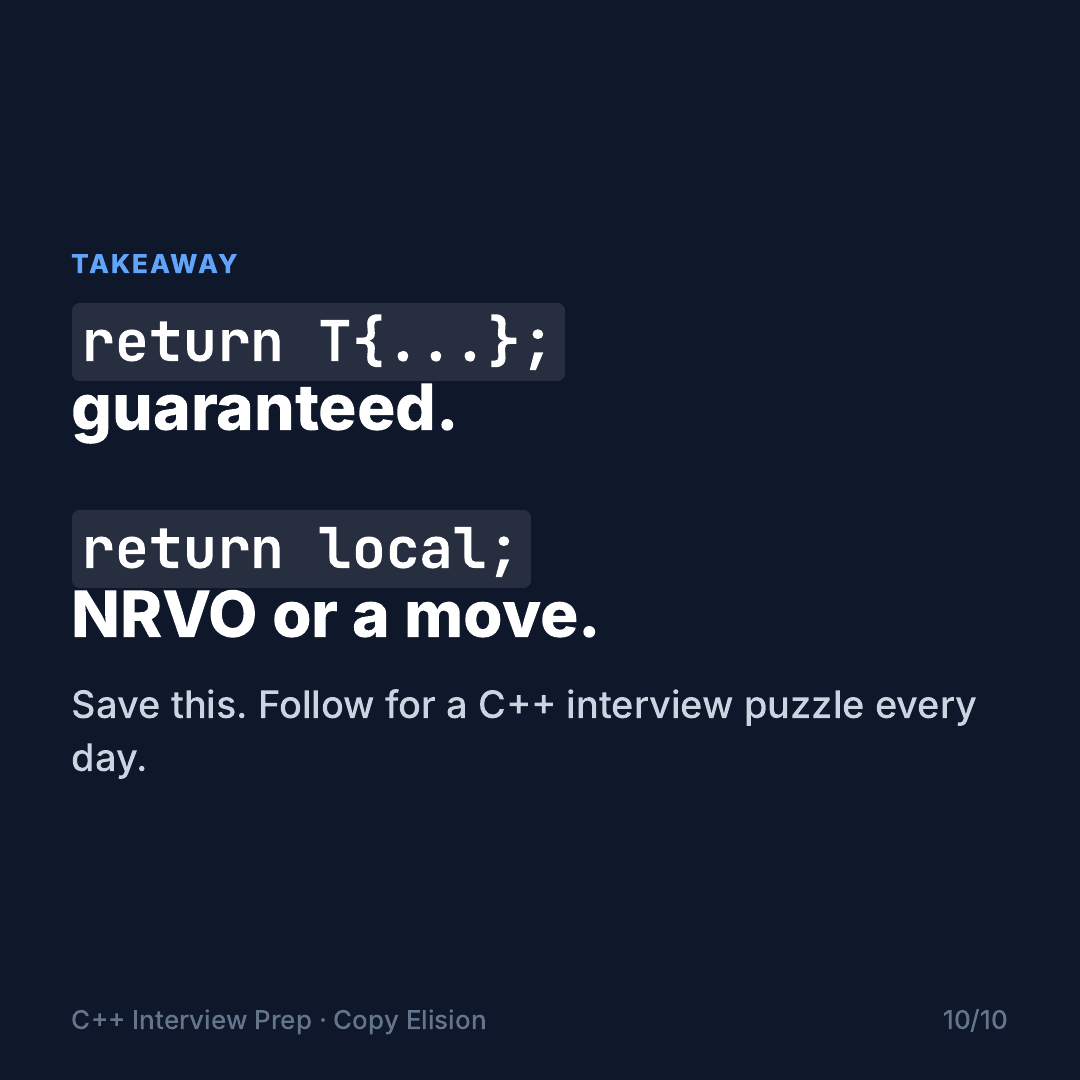 TAKEAWAY
return T{...};
guaranteed.
return local;
NRVO or a move.
Save this. Follow for a C++ interview puzzle every
day.
C++ Interview Prep · Copy Elision
10/10